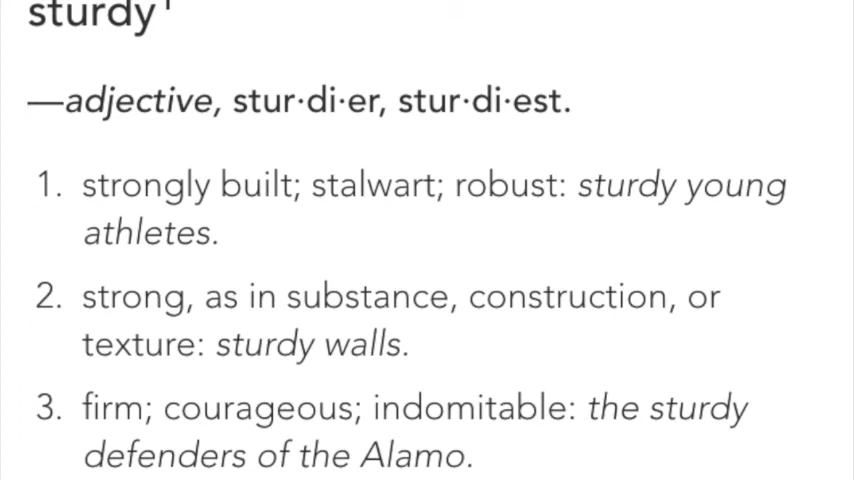 sturdy¹
—adjective, stur·di·er, stur·di·est.
1. strongly built; stalwart; robust: sturdy young
athletes.
2. strong, as in substance, construction, or
texture: sturdy walls.
3. firm; courageous; indomitable: the sturdy
defenders of the Alamo.